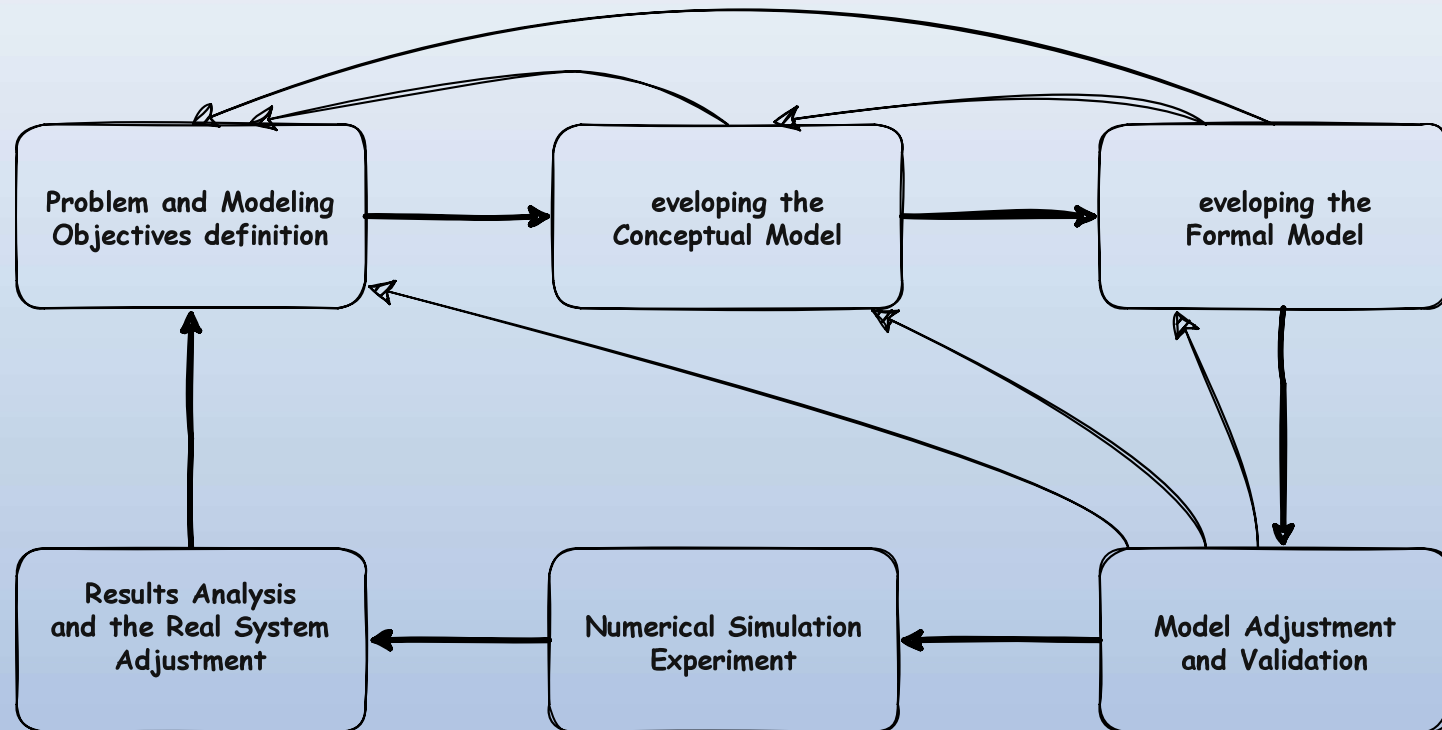 Problem and Modeling
Objectives definition
eveloping the
Conceptual Model
eveloping the
Formal Model
Results Analysis
and the Real System
Adjustment
Numerical Simulation
Experiment
Model Adjustment
and Validation